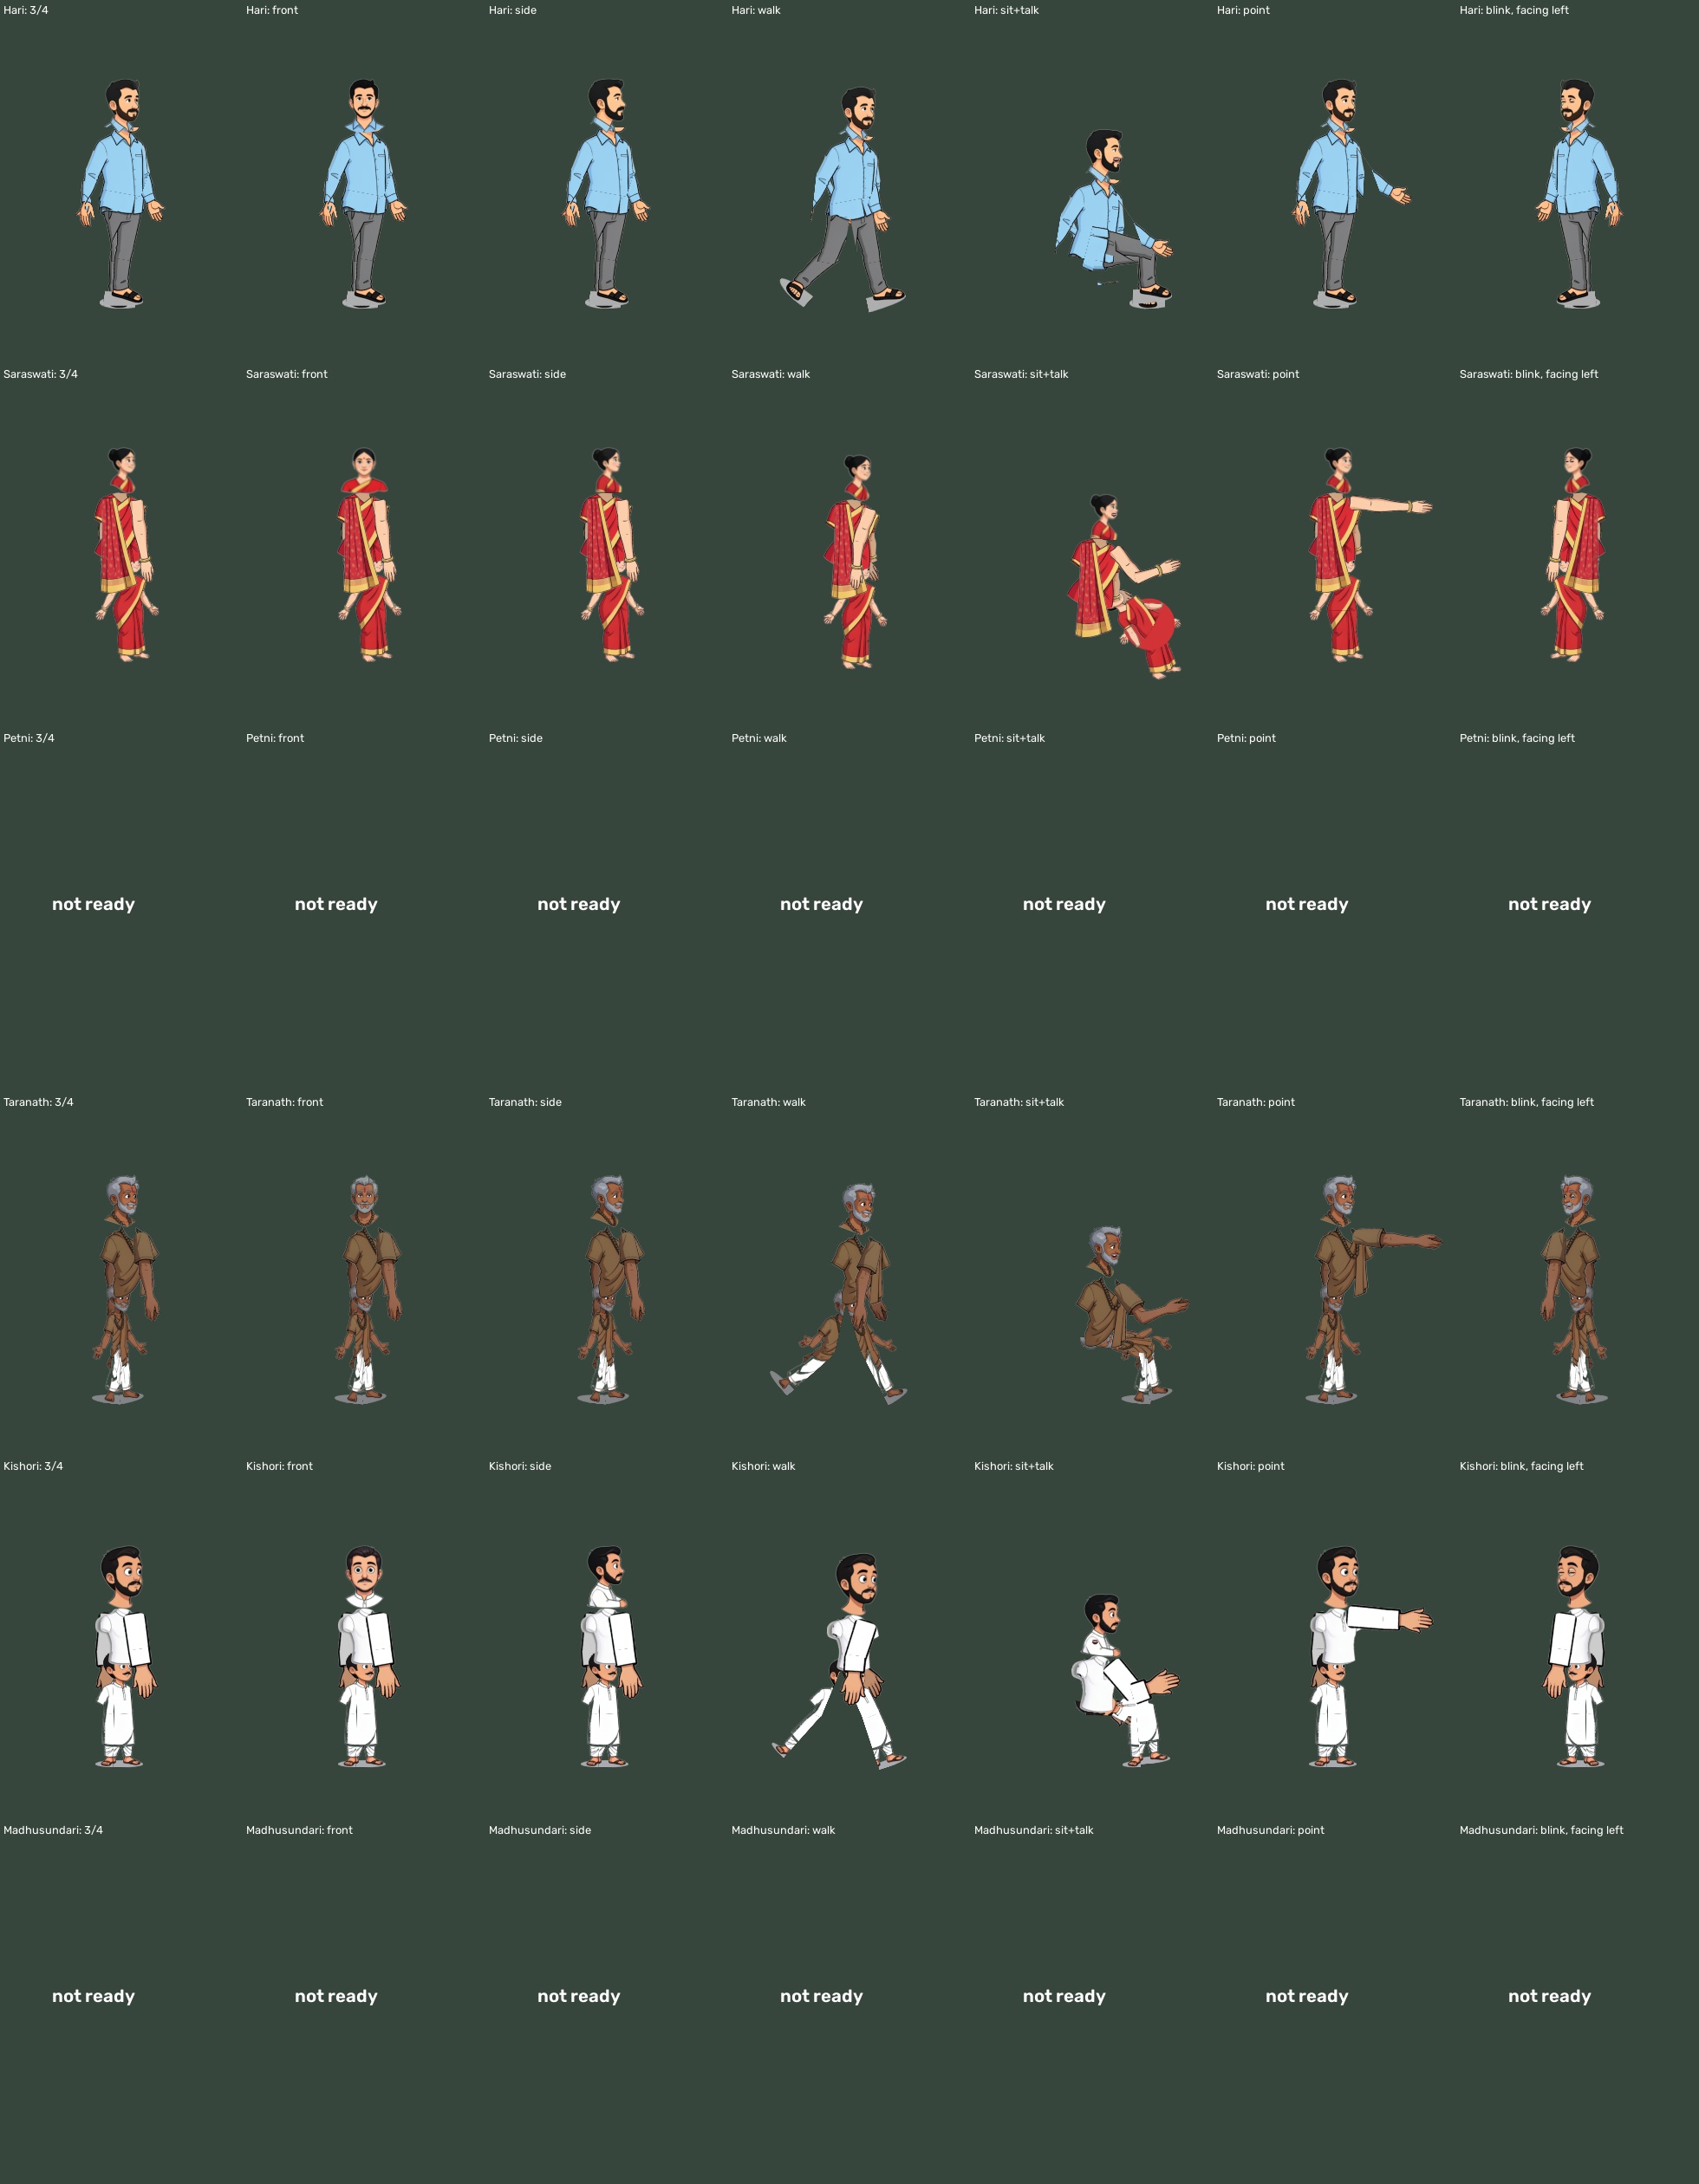 Hari: 3/4 Hari: front Hari: side Hari: walk Hari: sit+talk Hari: point Hari: blink, facing left
Saraswati: 3/4 Saraswati: front Saraswati: side Saraswati: walk Saraswati: sit+talk Saraswati: point Saraswati: blink, facing left
Petni: 3/4 Petni: front Petni: side Petni: walk Petni: sit+talk Petni: point Petni: blink, facing left
not ready not ready not ready not ready not ready not ready not ready
Taranath: 3/4 Taranath: front Taranath: side Taranath: walk Taranath: sit+talk Taranath: point Taranath: blink, facing left
Kishori: 3/4 Kishori: front Kishori: side Kishori: walk Kishori: sit+talk Kishori: point Kishori: blink, facing left
Madhusundari: 3/4 Madhusundari: front Madhusundari: side Madhusundari: walk Madhusundari: sit+talk Madhusundari: point Madhusundari: blink, facing left
not ready not ready not ready not ready not ready not ready not ready